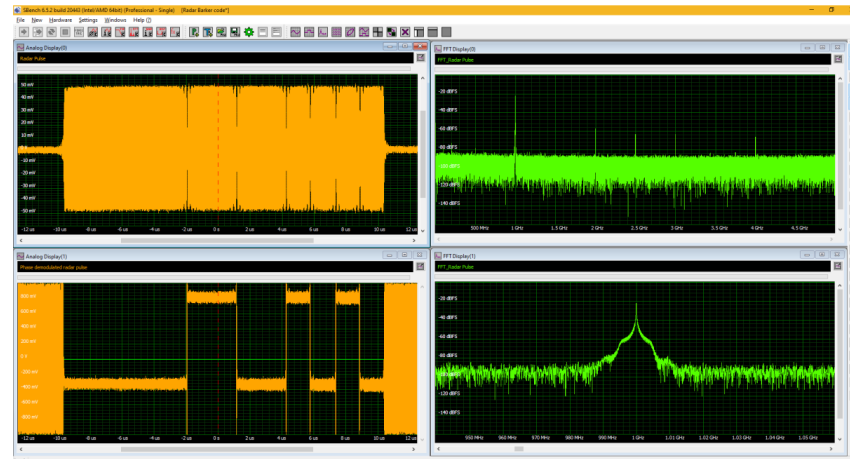 SBench 6.5.2 build 20443 (Intel/AMD 64bit) (Professional - Single) [Radar Barker code*]
File New Hardware Settings Windows Help (?)
Analog Display(0)
Radar Pulse
50 mV
40 mV
30 mV
20 mV
10 mV
-10 mV
-20 mV
-30 mV
-40 mV
-50 mV
-12 us -10 us -8 us -6 us -4 us -2 us 0 s 2 us 4 us 6 us 8 us 10 us 12 us
FFT Display(0)
FFT_Radar Pulse
-20 dBFS
-40 dBFS
-60 dBFS
-80 dBFS
-100 dBFS
-120 dBFS
-140 dBFS
500 MHz 1 GHz 1.5 GHz 2 GHz 2.5 GHz 3 GHz 3.5 GHz 4 GHz 4.5 GHz
Analog Display(1)
Phase demodulated radar pulse
600 mV
400 mV
200 mV
0 V
-200 mV
-400 mV
-600 mV
-800 mV
-12 us -10 us -8 us -6 us -4 us -2 us 0 s 2 us 4 us 6 us 8 us 10 us 12 us
FFT Display(1)
FFT_Radar Pulse
-20 dBFS
-40 dBFS
-60 dBFS
-80 dBFS
-100 dBFS
-120 dBFS
-140 dBFS
950 MHz 960 MHz 970 MHz 980 MHz 990 MHz 1 GHz 1.01 GHz 1.02 GHz 1.03 GHz 1.04 GHz 1.05 GHz